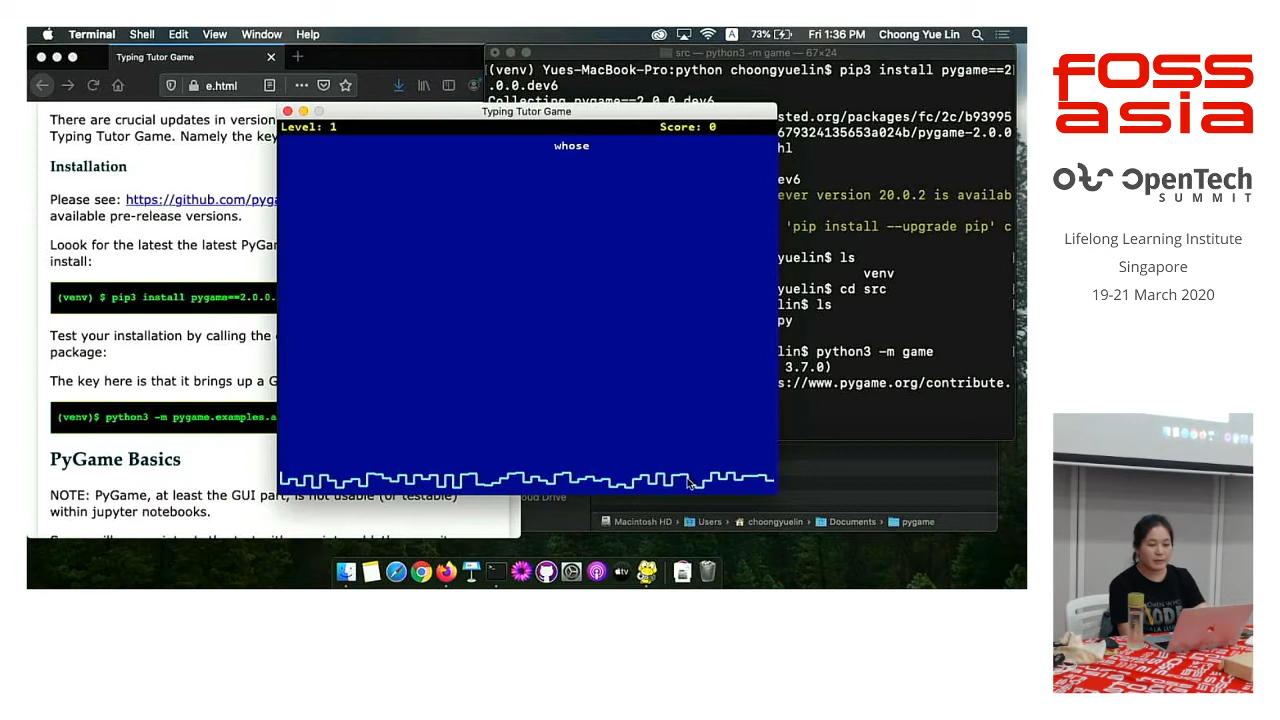 Terminal Shell Edit View Window Help
A 73% Fri 1:36 PM Choong Yue Lin
Typing Tutor Game
e.html
There are crucial updates in version
Typing Tutor Game. Namely the key
Installation
Please see: https://github.com/pyga
available pre-release versions.
Loook for the latest the latest PyGam
install:
(venv) $ pip3 install pygame==2.0.0.
Test your installation by calling the
package:
The key here is that it brings up a G
(venv)$ python3 -m pygame.examples.a
PyGame Basics
NOTE: PyGame, at least the GUI part, is not usable (or testable)
within jupyter notebooks.
src — python3 -m game — 67×24
(venv) Yues-MacBook-Pro:python choongyuelin$ pip3 install pygame==2
.0.0.dev6
Collecting pygame==2.0.0.dev6
sted.org/packages/fc/2c/b93995
679324135653a024b/pygame-2.0.0
hl
ev6
ever version 20.0.2 is availab
'pip install --upgrade pip' c
yuelin$ ls
venv
yuelin$ cd src
lin$ ls
py
lin$ python3 -m game
3.7.0)
s://www.pygame.org/contribute.
Typing Tutor Game
Level: 1 Score: 0
whose
oud Drive
Macintosh HD › Users › choongyuelin › Documents › pygame
tv
FOSS
asia
OpenTech
SUMMIT
Lifelong Learning Institute
Singapore
19-21 March 2020